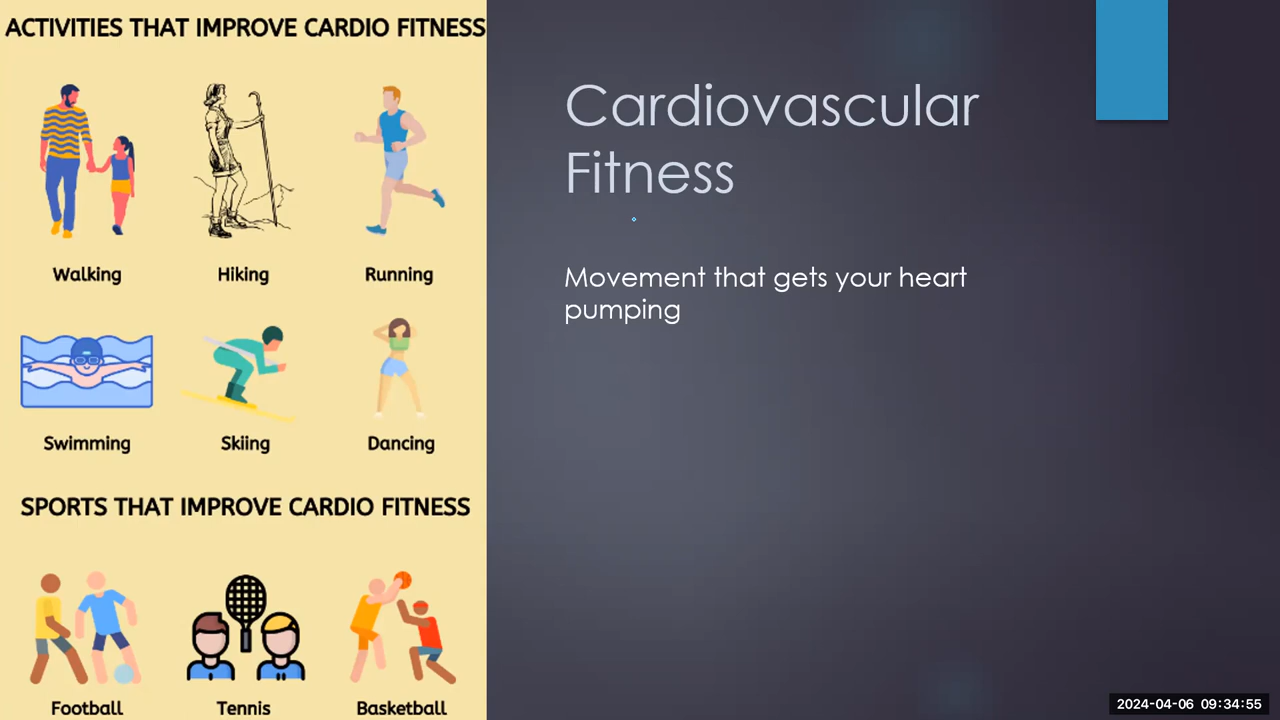 ACTIVITIES THAT IMPROVE CARDIO FITNESS
Walking
Hiking
Running
Swimming
Skiing
Dancing
SPORTS THAT IMPROVE CARDIO FITNESS
Football
Tennis
Basketball
Cardiovascular
Fitness
Movement that gets your heart
pumping
2024-04-06 09:34:55